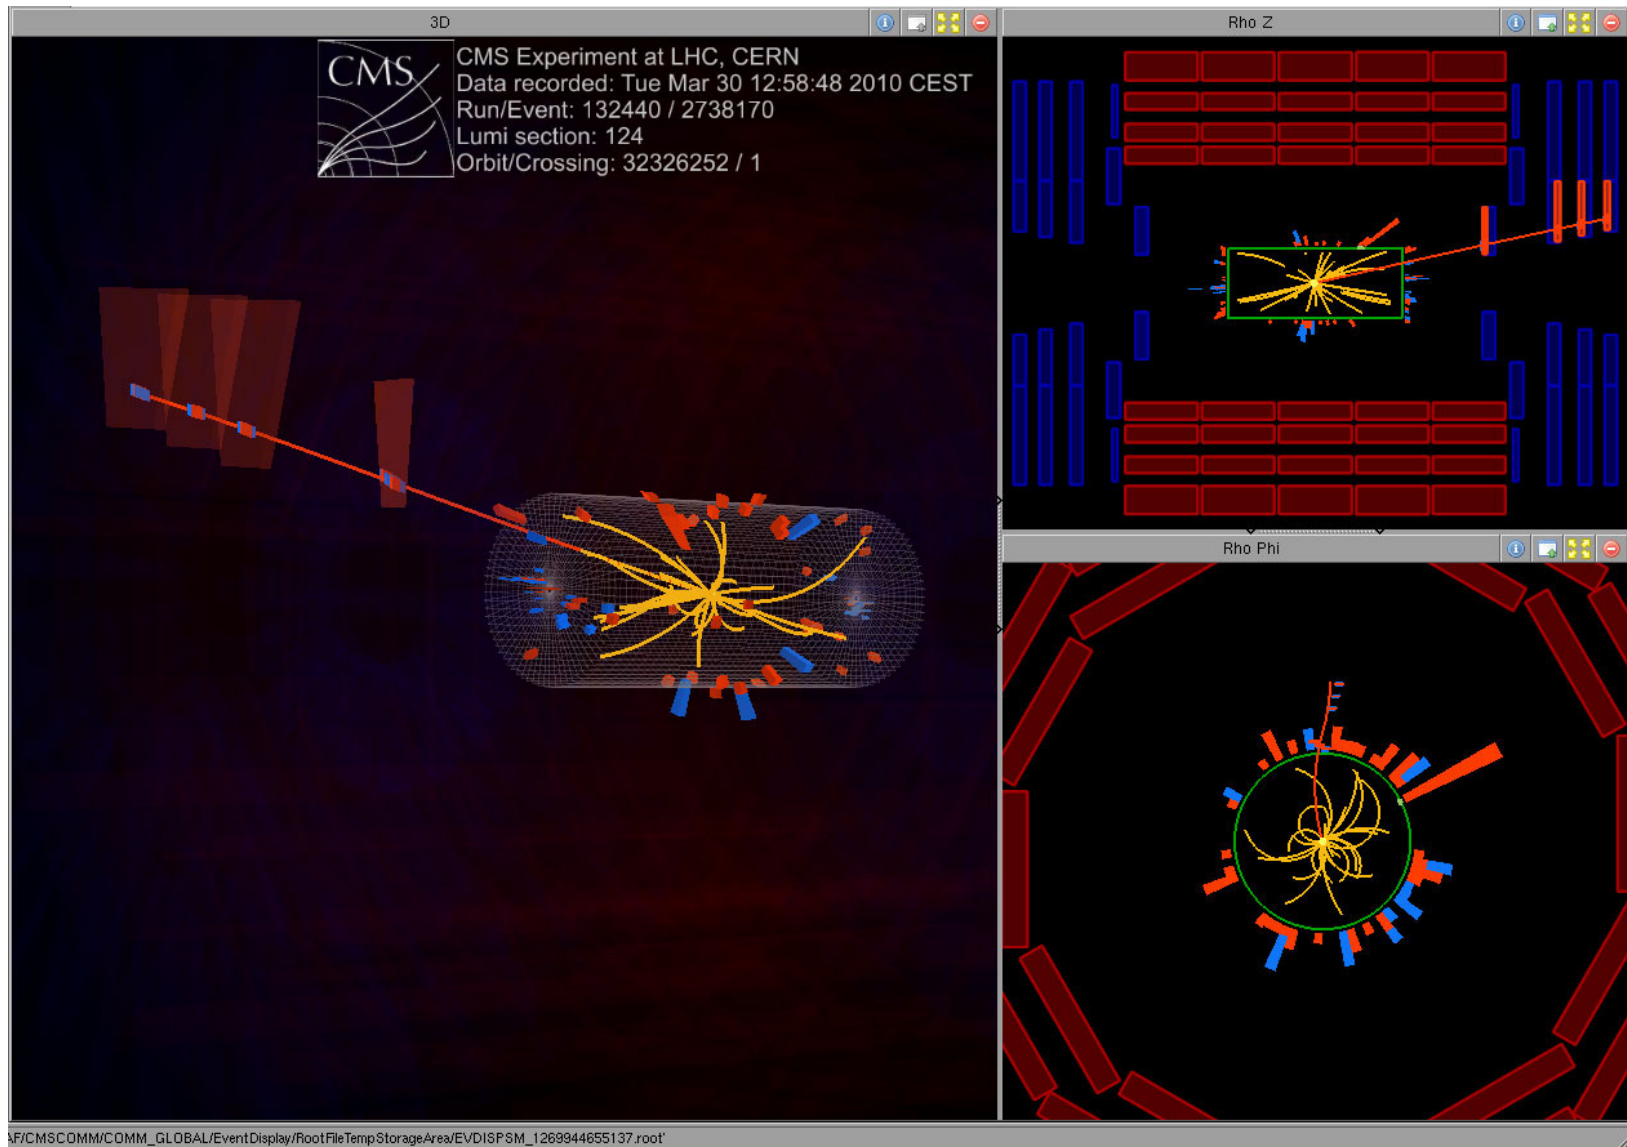 3D
CMS
CMS Experiment at LHC, CERN
Data recorded: Tue Mar 30 12:58:48 2010 CEST
Run/Event: 132440 / 2738170
Lumi section: 124
Orbit/Crossing: 32326252 / 1
Rho Z
Rho Phi
AF/CMSCOMM/COMM_GLOBAL/EventDisplay/RootFileTempStorageArea/EVDISPSM_1269944655137.root'